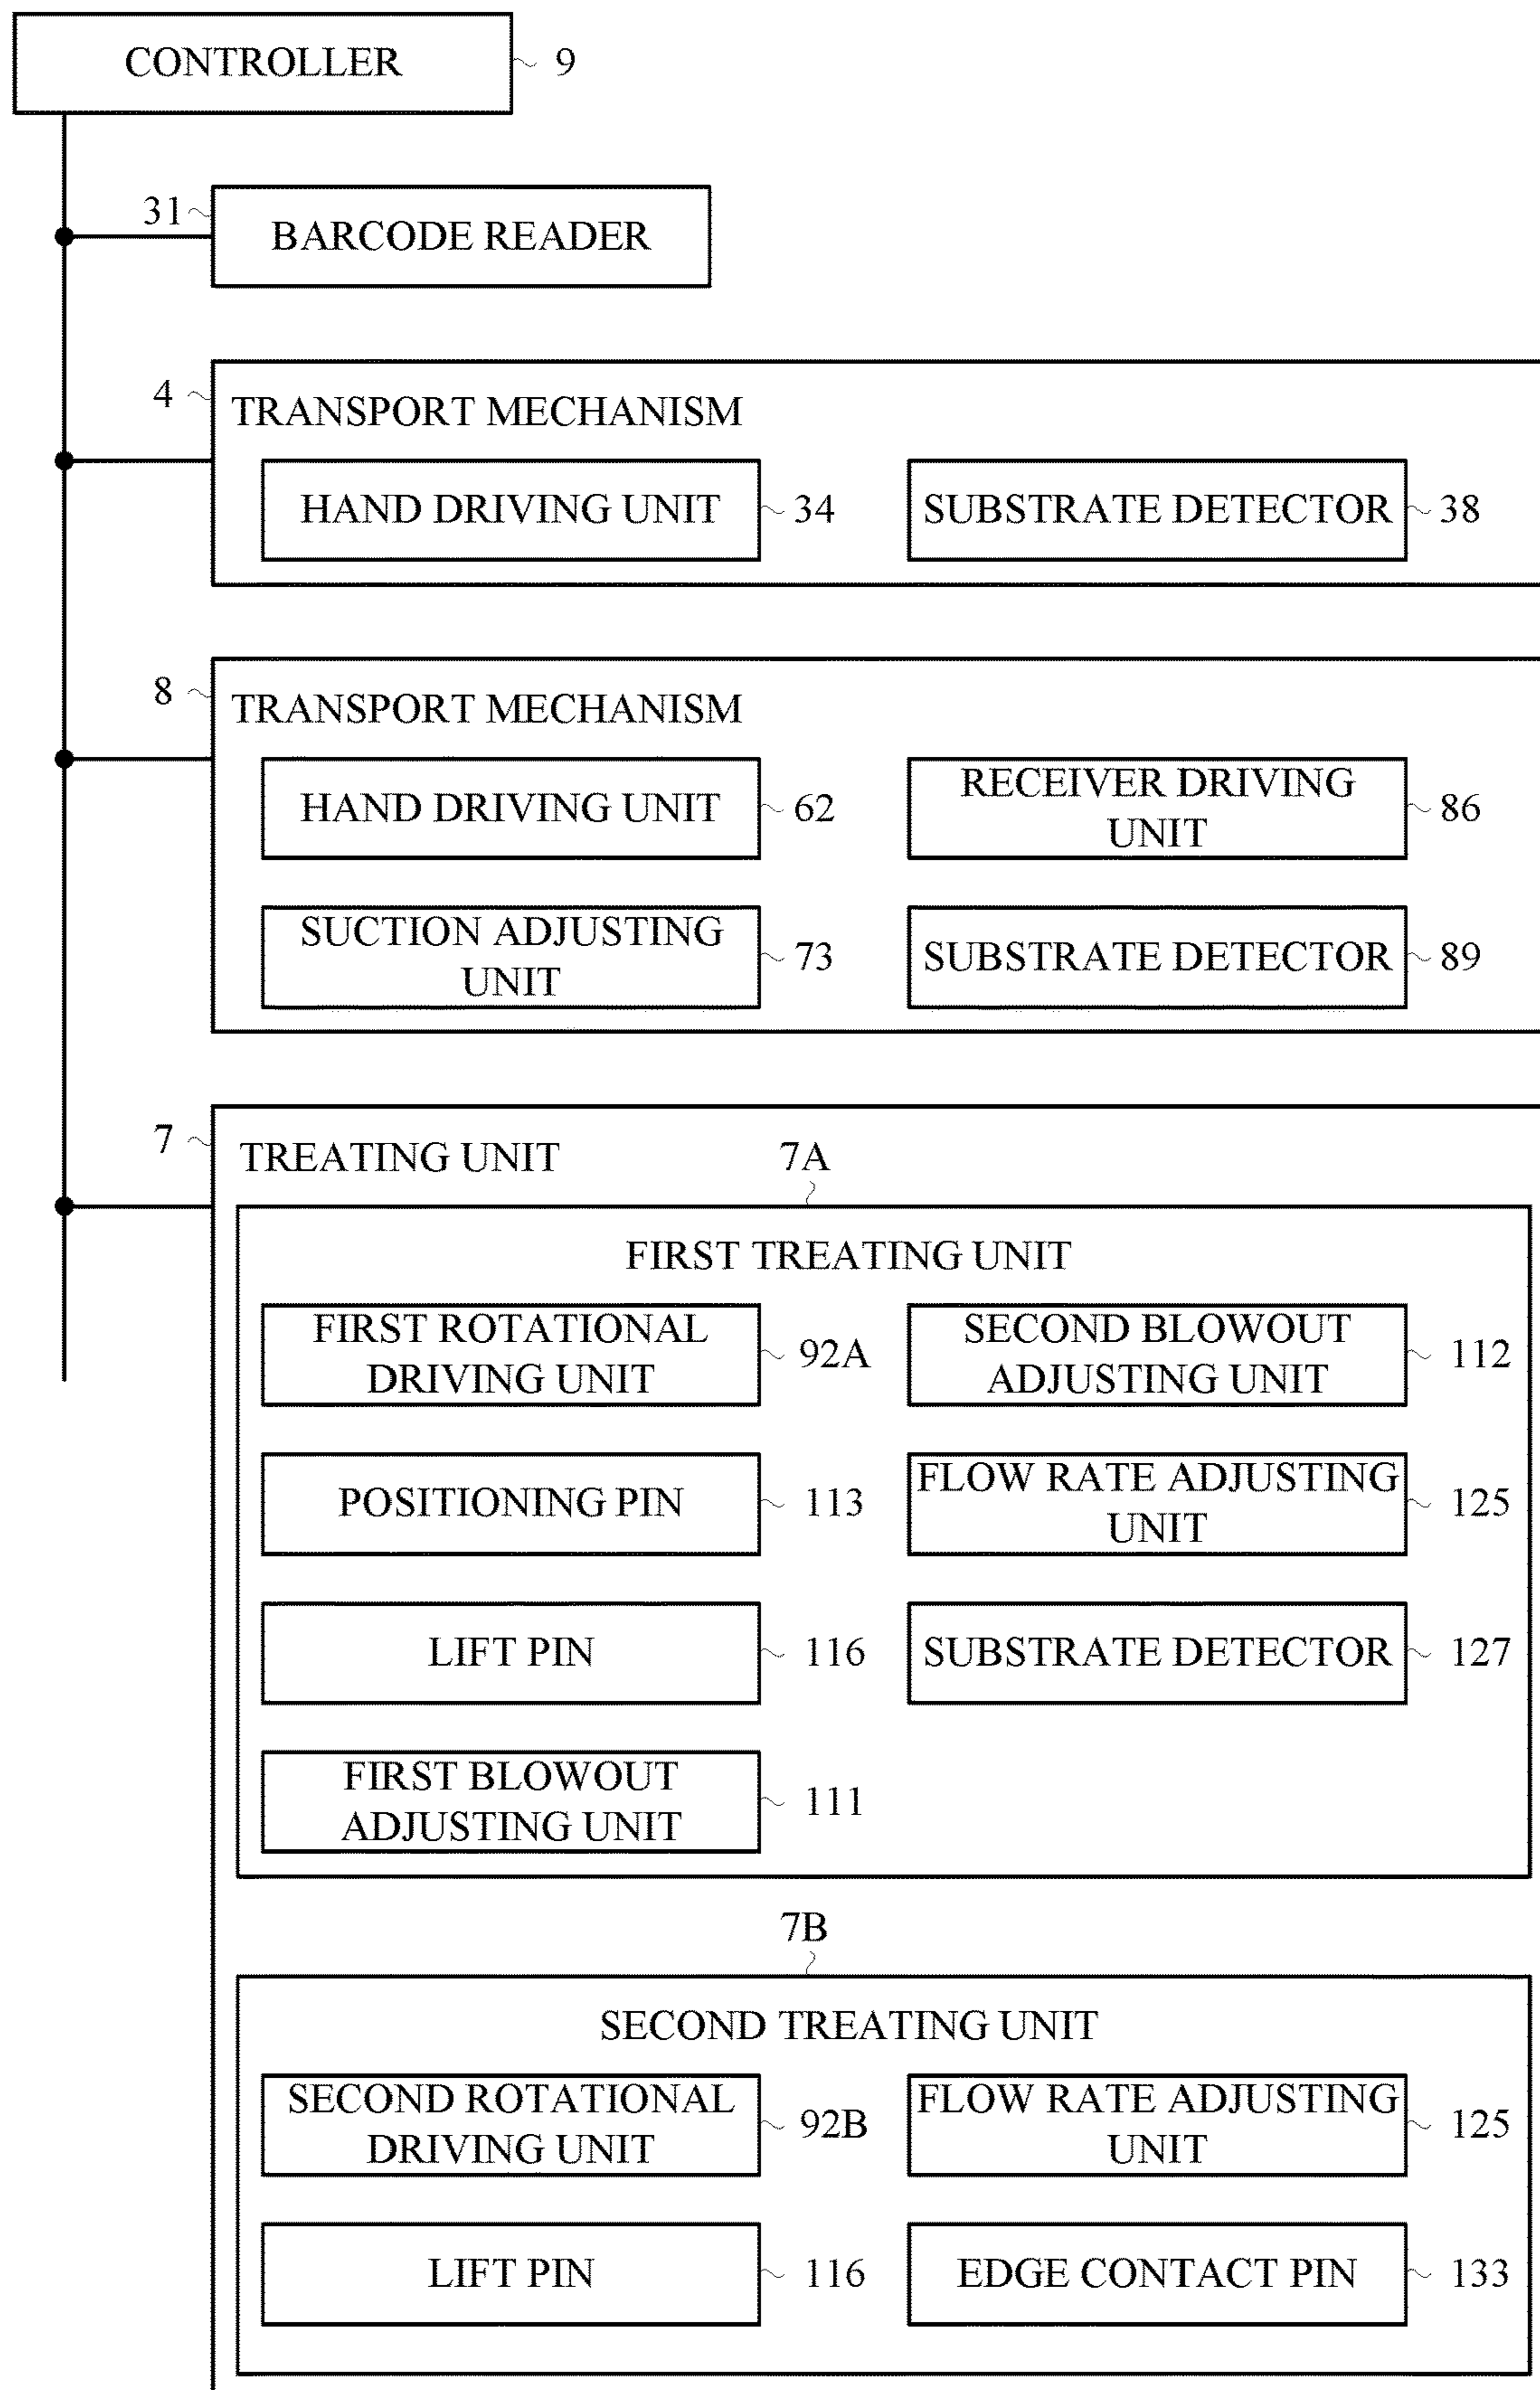 CONTROLLER
9
31
BARCODE READER
4
TRANSPORT MECHANISM
HAND DRIVING UNIT
34
SUBSTRATE DETECTOR
38
8
TRANSPORT MECHANISM
HAND DRIVING UNIT
62
RECEIVER DRIVING
UNIT
86
SUCTION ADJUSTING
UNIT
73
SUBSTRATE DETECTOR
89
7
TREATING UNIT
7A
FIRST TREATING UNIT
FIRST ROTATIONAL
DRIVING UNIT
92A
SECOND BLOWOUT
ADJUSTING UNIT
112
POSITIONING PIN
113
FLOW RATE ADJUSTING
UNIT
125
LIFT PIN
116
SUBSTRATE DETECTOR
127
FIRST BLOWOUT
ADJUSTING UNIT
111
7B
SECOND TREATING UNIT
SECOND ROTATIONAL
DRIVING UNIT
92B
FLOW RATE ADJUSTING
UNIT
125
LIFT PIN
116
EDGE CONTACT PIN
133